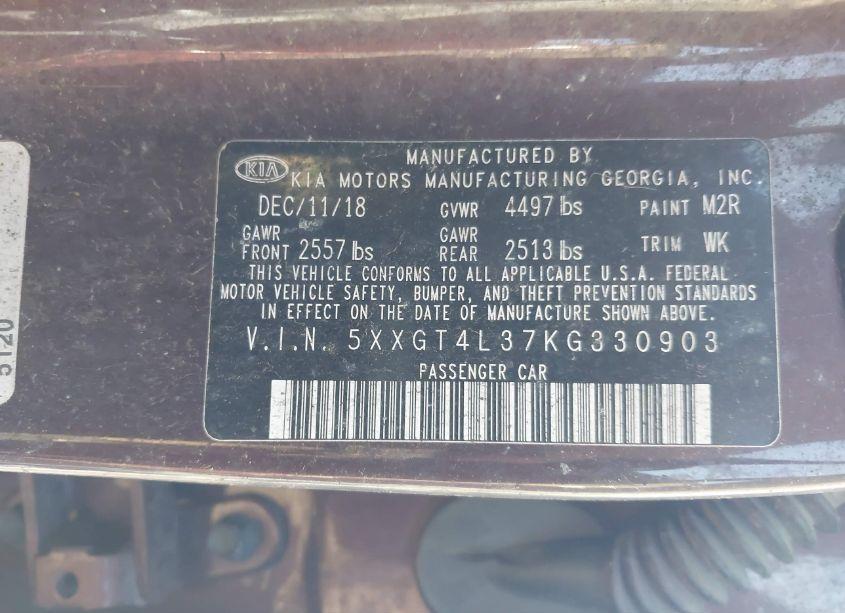 KIA
MANUFACTURED BY
KIA MOTORS MANUFACTURING GEORGIA, INC.
DEC/11/18 GVWR 4497 lbs PAINT M2R
GAWR FRONT 2557 lbs GAWR REAR 2513 lbs TRIM WK
THIS VEHICLE CONFORMS TO ALL APPLICABLE U.S.A. FEDERAL
MOTOR VEHICLE SAFETY, BUMPER, AND THEFT PREVENTION STANDARDS
IN EFFECT ON THE DATE OF MANUFACTURE SHOWN ABOVE.
V.I.N. 5XXGT4L37KG330903
PASSENGER CAR
5120